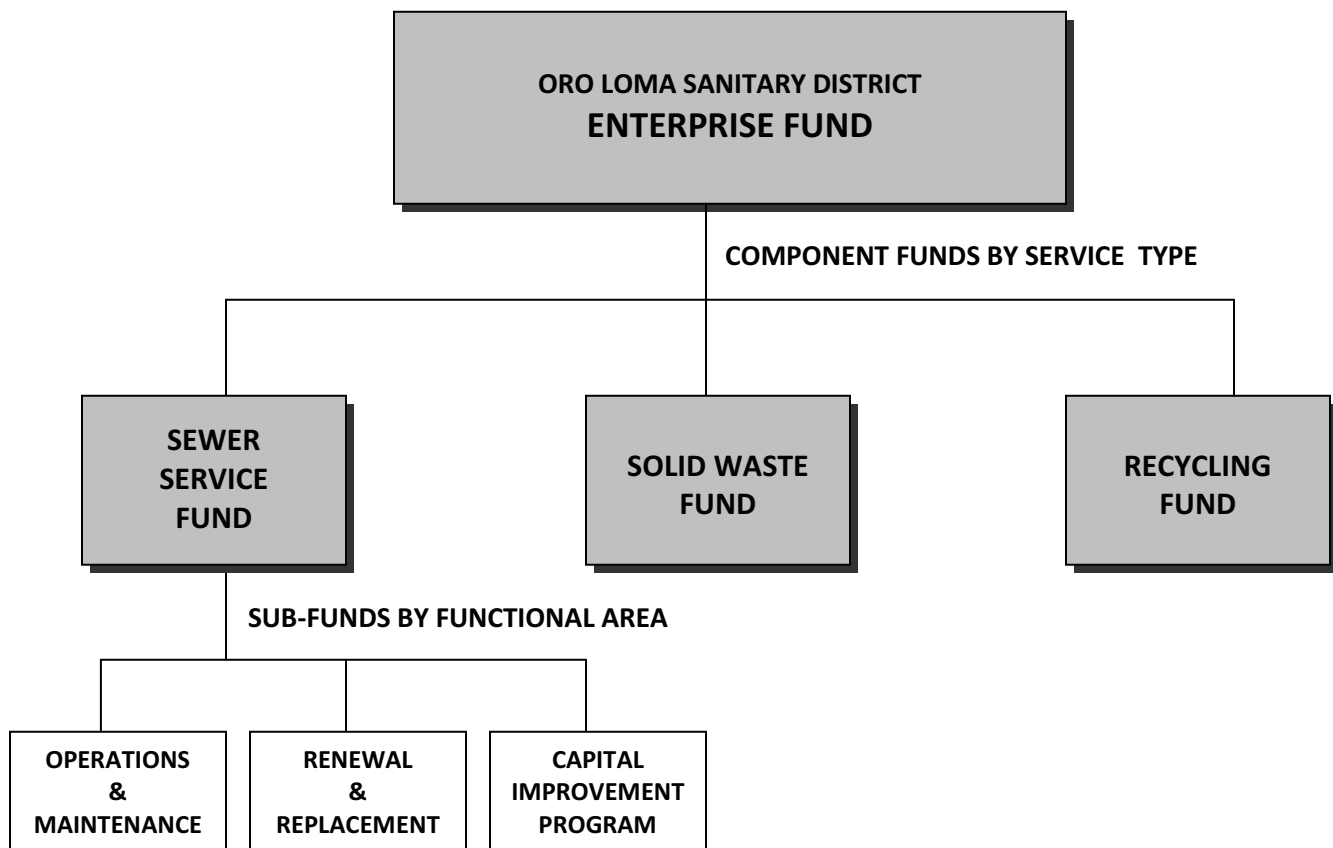 ORO LOMA SANITARY DISTRICT
ENTERPRISE FUND
COMPONENT FUNDS BY SERVICE TYPE
SEWER
SERVICE
FUND
SOLID WASTE
FUND
RECYCLING
FUND
SUB-FUNDS BY FUNCTIONAL AREA
OPERATIONS
&
MAINTENANCE
RENEWAL
&
REPLACEMENT
CAPITAL
IMPROVEMENT
PROGRAM